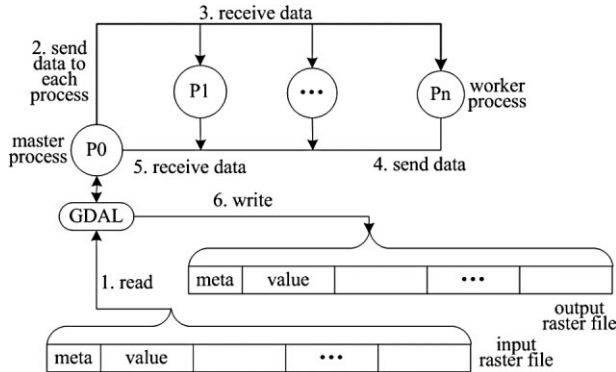 3. receive data
2. send
data to
each
process
P1
•••
Pn
worker
process
master
process
P0
5. receive data
4. send data
GDAL
6. write
meta
value
•••
output
raster file
1. read
input
raster file
meta
value
•••